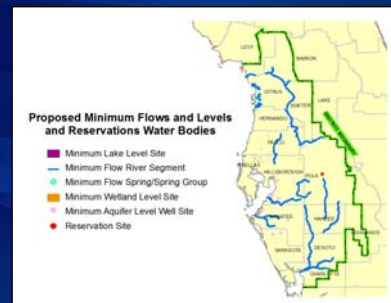 Proposed Minimum Flows and Levels
and Reservations Water Bodies
Minimum Lake Level Site
Minimum Flow River Segment
Minimum Flow Spring/Spring Group
Minimum Wetland Level Site
Minimum Aquifer Level Well Site
Reservation Site
LEVY
MARION
CITRUS
SUMTER
LAKE
HERNANDO
PASCO
PINELLAS
HILLSBOROUGH
POLK
MANATEE
HARDEE
HIGHLANDS
SARASOTA
DESOTO
CHARLOTTE